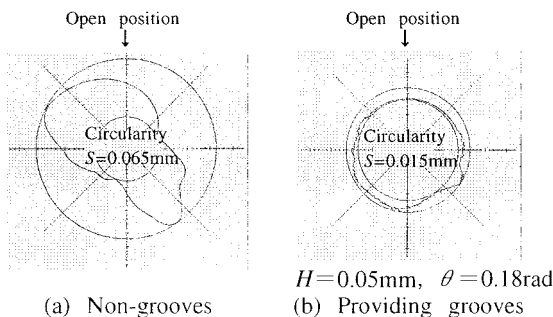 Open position
Open position
Circularity
S=0.065mm
Circularity
S=0.015mm
H=0.05mm, θ=0.18rad
(a) Non-grooves
(b) Providing grooves